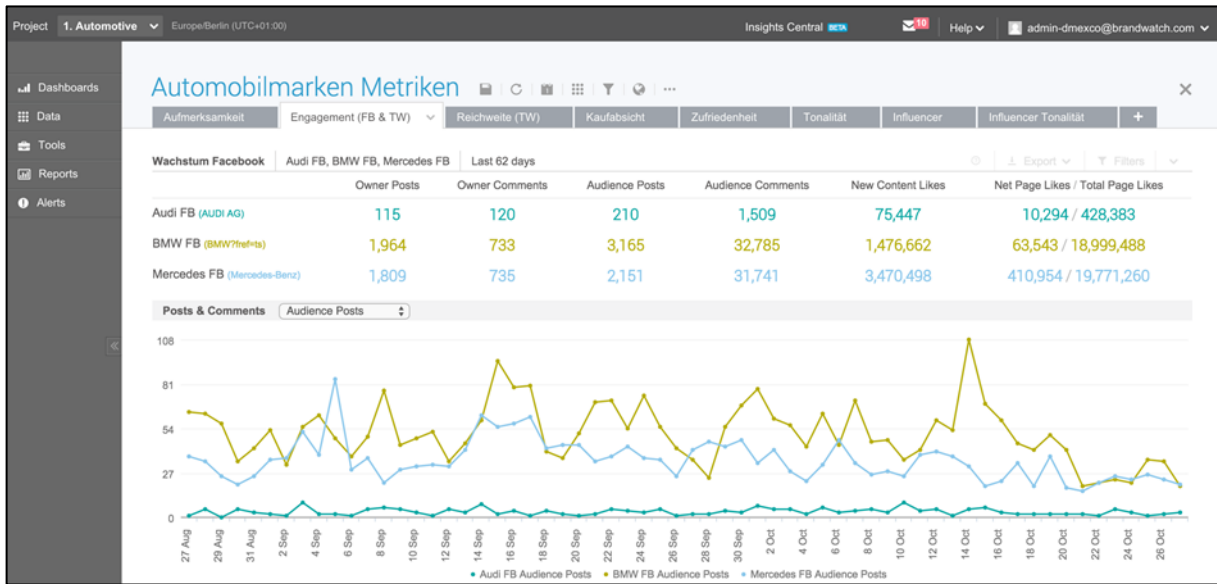 Project 1. Automotive Europe/Berlin (UTC+01:00) Insights Central BETA 10 Help admin-dmexco@brandwatch.com
Dashboards
Data
Tools
Reports
Alerts
Automobilmarken Metriken
Aufmerksamkeit Engagement (FB & TW) Reichweite (TW) Kaufabsicht Zufriedenheit Tonalität Influencer Influencer Tonalität +
Wachstum Facebook Audi FB, BMW FB, Mercedes FB Last 62 days Export Filters
Owner Posts Owner Comments Audience Posts Audience Comments New Content Likes Net Page Likes / Total Page Likes
Audi FB (AUDI AG) 115 120 210 1,509 75,447 10,294 / 428,383
BMW FB (BMW?fref=ts) 1,964 733 3,165 32,785 1,476,662 63,543 / 18,999,488
Mercedes FB (Mercedes-Benz) 1,809 735 2,151 31,741 3,470,498 410,954 / 19,771,260
Posts & Comments Audience Posts
108
81
54
27
0
27 Aug 29 Aug 31 Aug 2 Sep 4 Sep 6 Sep 8 Sep 10 Sep 12 Sep 14 Sep 16 Sep 18 Sep 20 Sep 22 Sep 24 Sep 26 Sep 28 Sep 30 Sep 2 Oct 4 Oct 6 Oct 8 Oct 10 Oct 12 Oct 14 Oct 16 Oct 18 Oct 20 Oct 22 Oct 24 Oct 26 Oct
Audi FB Audience Posts BMW FB Audience Posts Mercedes FB Audience Posts